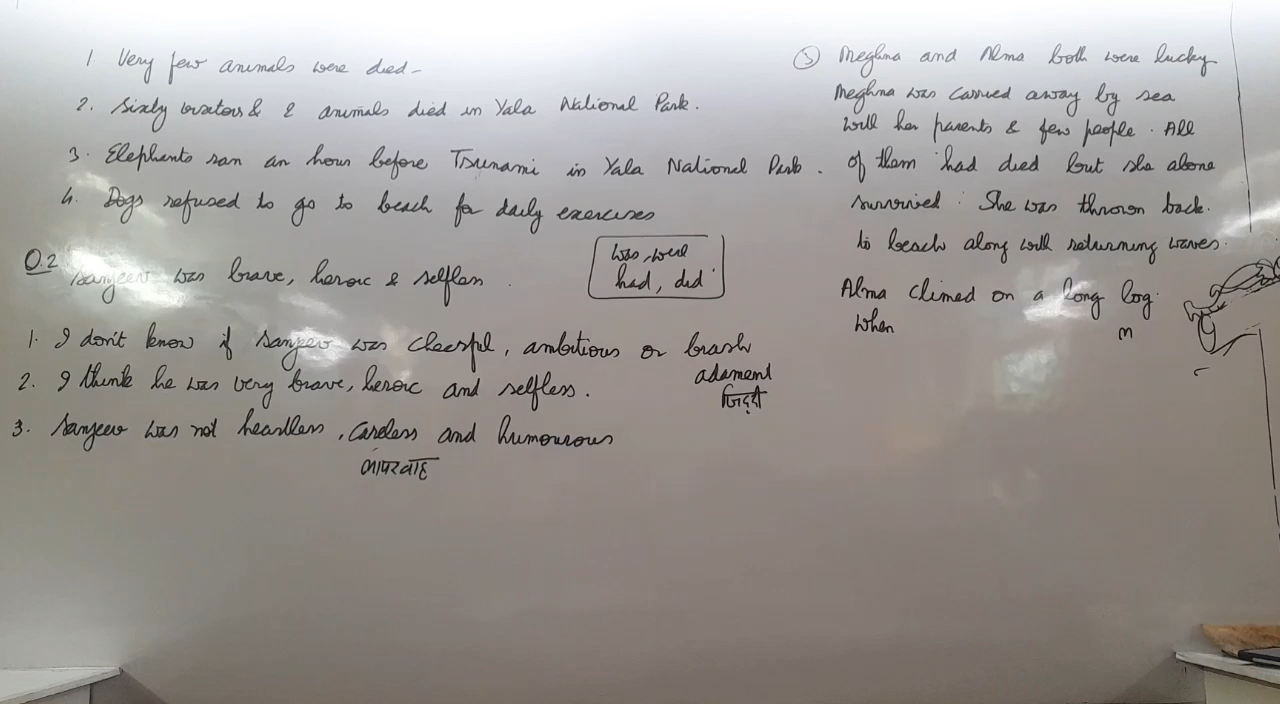 1 Very few animals were died-
2. Sixty visitors & 2 animals died in Yala National Park.
3. Elephants ran an hour before Tsunami in Yala National Park.
4. Dogs refused to go to beach for daily exercises
Q.2
Sanjeev was brave, heroic & selfless.
was, were
had, did
1. I don't know if Sanjeev was cheerful, ambitious or brash
adament
जिद्दी
2. I think he was very brave, heroic and selfless.
3. Sanjeev was not heartless, careless and humourous
लापरवाह
③ Meghna and Alma both were lucky
Meghna was carried away by sea
with her parents & few people. All
of them had died but she alone
survived. She was thrown back.
to beach along with returning waves.
Alma climed on a long log
when
m